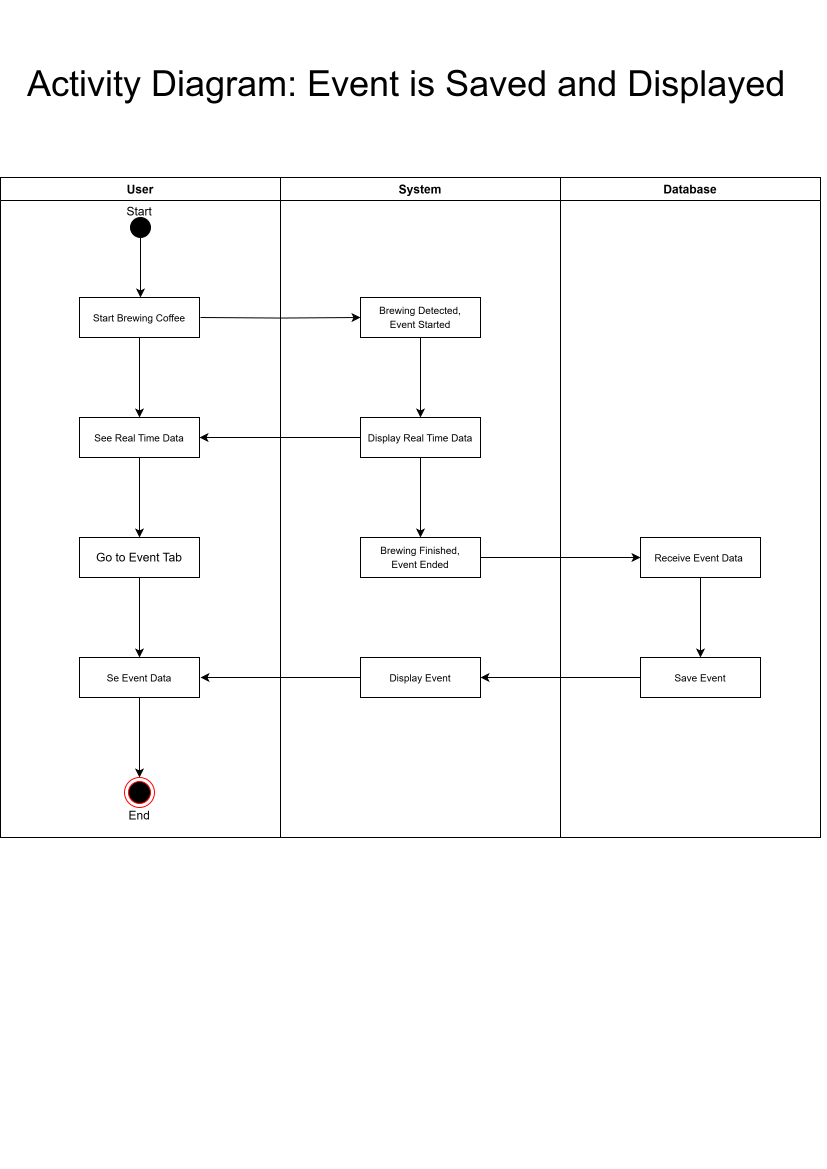 Activity Diagram: Event is Saved and Displayed
User
System
Database
Start
Start Brewing Coffee
Brewing Detected,
Event Started
See Real Time Data
Display Real Time Data
Go to Event Tab
Brewing Finished,
Event Ended
Receive Event Data
Se Event Data
Display Event
Save Event
End